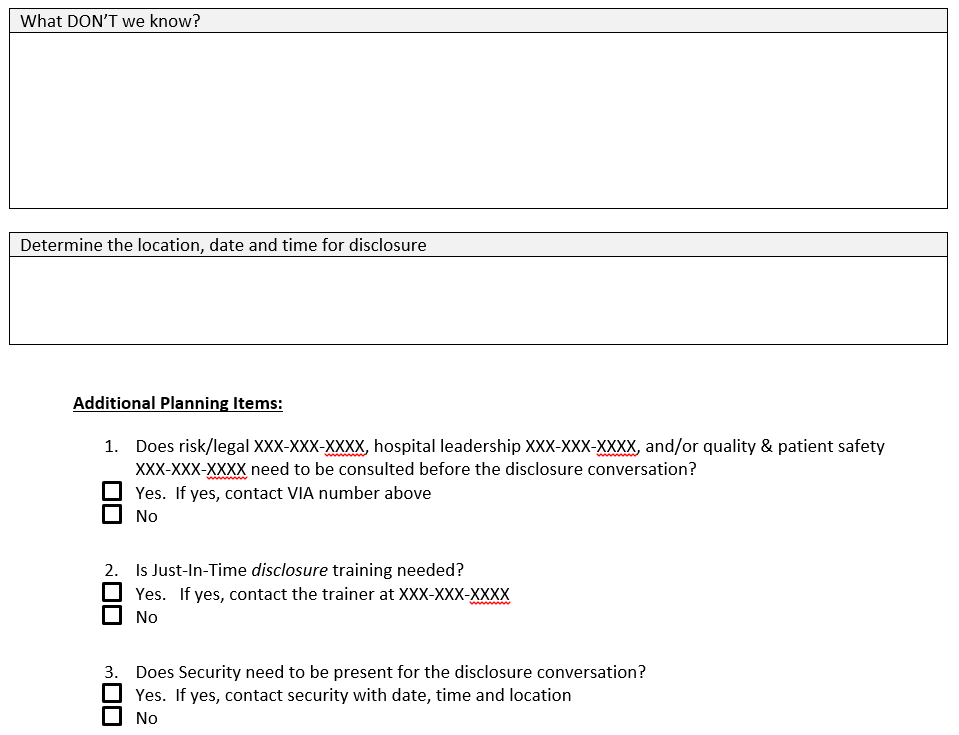 What DON'T we know?
Determine the location, date and time for disclosure
Additional Planning Items:
1. Does risk/legal XXX-XXX-XXXX, hospital leadership XXX-XXX-XXXX, and/or quality & patient safety
XXX-XXX-XXXX need to be consulted before the disclosure conversation?
Yes. If yes, contact VIA number above
No
2. Is Just-In-Time disclosure training needed?
Yes. If yes, contact the trainer at XXX-XXX-XXXX
No
3. Does Security need to be present for the disclosure conversation?
Yes. If yes, contact security with date, time and location
No